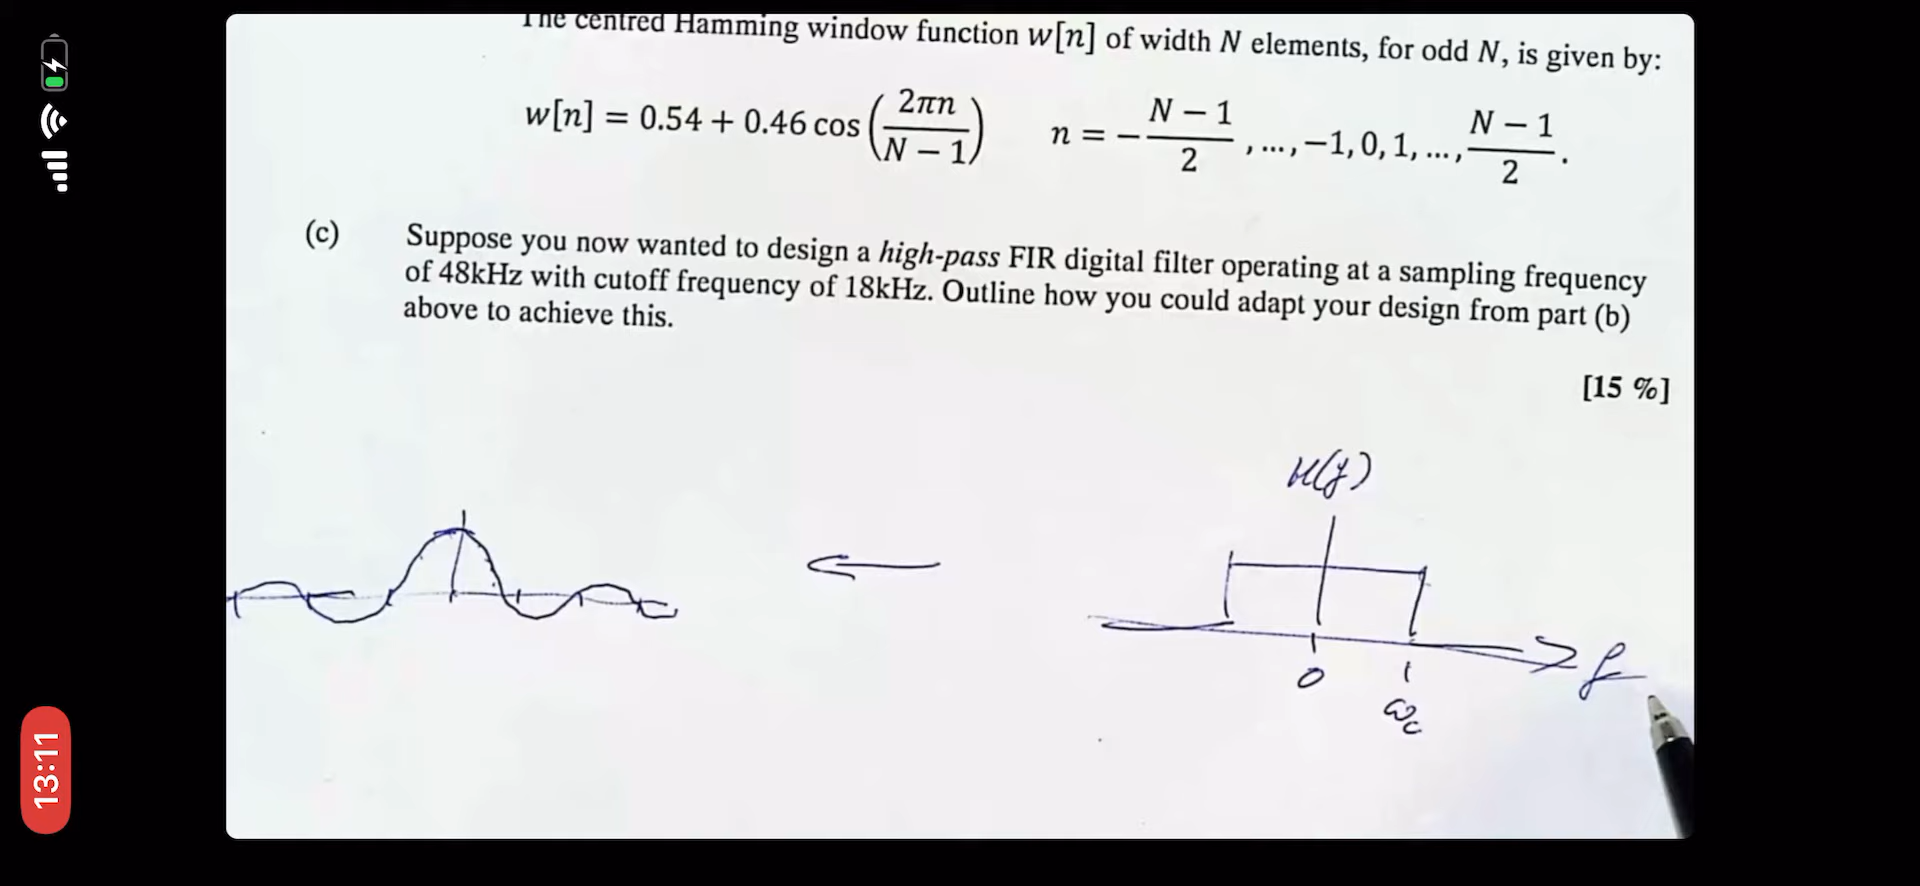 The centred Hamming window function w[n] of width N elements, for odd N, is given by:
w[n] = 0.54 + 0.46 cos (2πn / N − 1) n = − N − 1 / 2 , ..., −1, 0, 1, ..., N − 1 / 2 .
(c) Suppose you now wanted to design a high-pass FIR digital filter operating at a sampling frequency
of 48kHz with cutoff frequency of 18kHz. Outline how you could adapt your design from part (b)
above to achieve this.
[15 %]
H(f)
0
ωc
f
13:11